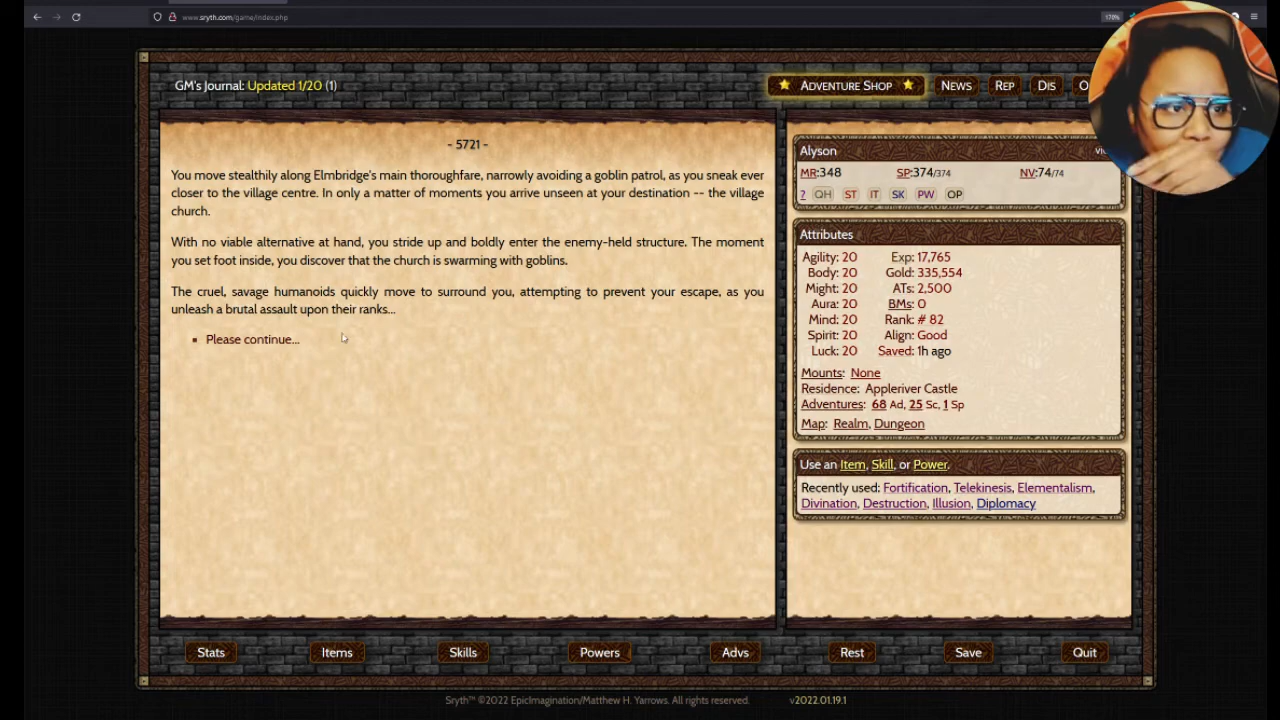 www.sryth.com/game/index.php
170%
GM's Journal: Updated 1/20 (1)
ADVENTURE SHOP
NEWS
REP
DIS
- 5721 -
You move stealthily along Elmbridge's main thoroughfare, narrowly avoiding a goblin patrol, as you sneak ever
closer to the village centre. In only a matter of moments you arrive unseen at your destination -- the village
church.
With no viable alternative at hand, you stride up and boldly enter the enemy-held structure. The moment
you set foot inside, you discover that the church is swarming with goblins.
The cruel, savage humanoids quickly move to surround you, attempting to prevent your escape, as you
unleash a brutal assault upon their ranks...
Please continue...
Alyson
MR:348 SP:374/374 NV:74/74
? QH ST IT SK PW OP
Attributes
Agility: 20 Exp: 17,765
Body: 20 Gold: 335,554
Might: 20 ATs: 2,500
Aura: 20 BMs: 0
Mind: 20 Rank: # 82
Spirit: 20 Align: Good
Luck: 20 Saved: 1h ago
Mounts: None
Residence: Appleriver Castle
Adventures: 68 Ad, 25 Sc, 1 Sp
Map: Realm, Dungeon
Use an Item, Skill, or Power.
Recently used: Fortification, Telekinesis, Elementalism,
Divination, Destruction, Illusion, Diplomacy
Stats Items Skills Powers Advs Rest Save Quit
Sryth™ ©2022 EpicImagination/Matthew H. Yarrows. All rights reserved. v2022.01.19.1